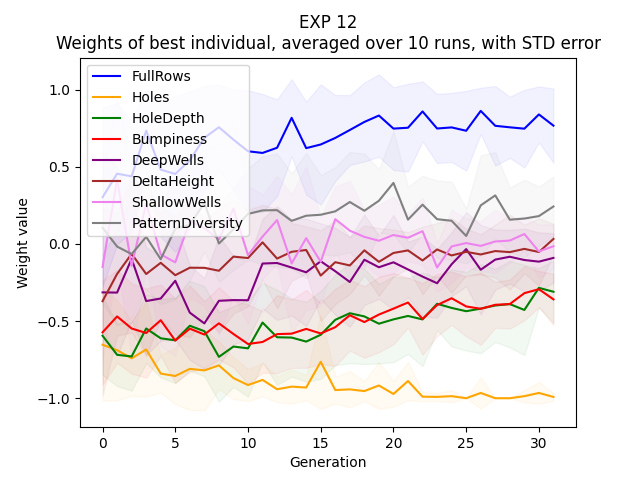 EXP 12
Weights of best individual, averaged over 10 runs, with STD error
FullRows
Holes
HoleDepth
Bumpiness
DeepWells
DeltaHeight
ShallowWells
PatternDiversity
1.0
0.5
0.0
−0.5
−1.0
Weight value
0 5 10 15 20 25 30
Generation